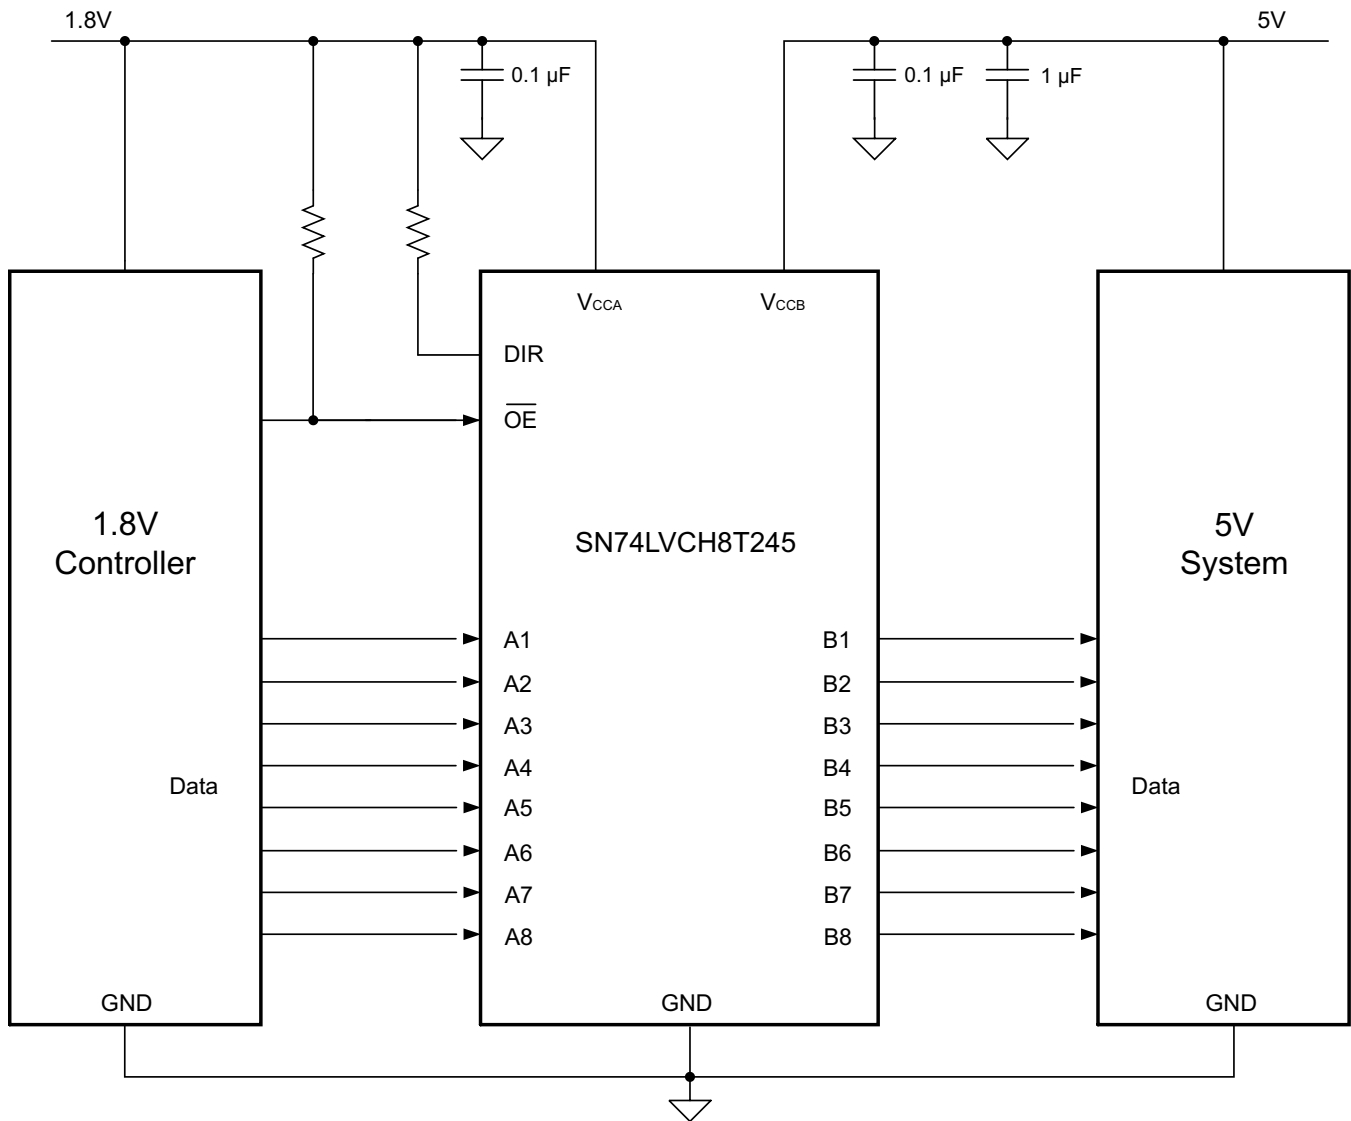 1.8V
5V
0.1 µF
0.1 µF
1 µF
VCCA
VCCB
DIR
OE
1.8V
Controller
SN74LVCH8T245
5V
System
A1
B1
A2
B2
A3
B3
A4
B4
Data
Data
A5
B5
A6
B6
A7
B7
A8
B8
GND
GND
GND